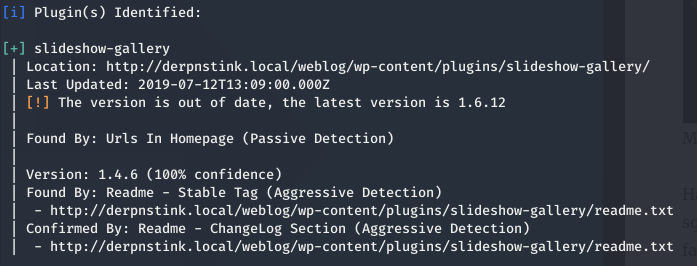 [i] Plugin(s) Identified:
[+] slideshow-gallery
| Location: http://derpnstink.local/weblog/wp-content/plugins/slideshow-gallery/
| Last Updated: 2019-07-12T13:09:00.000Z
| [!] The version is out of date, the latest version is 1.6.12
|
| Found By: Urls In Homepage (Passive Detection)
|
| Version: 1.4.6 (100% confidence)
| Found By: Readme - Stable Tag (Aggressive Detection)
|  - http://derpnstink.local/weblog/wp-content/plugins/slideshow-gallery/readme.txt
| Confirmed By: Readme - ChangeLog Section (Aggressive Detection)
|  - http://derpnstink.local/weblog/wp-content/plugins/slideshow-gallery/readme.txt